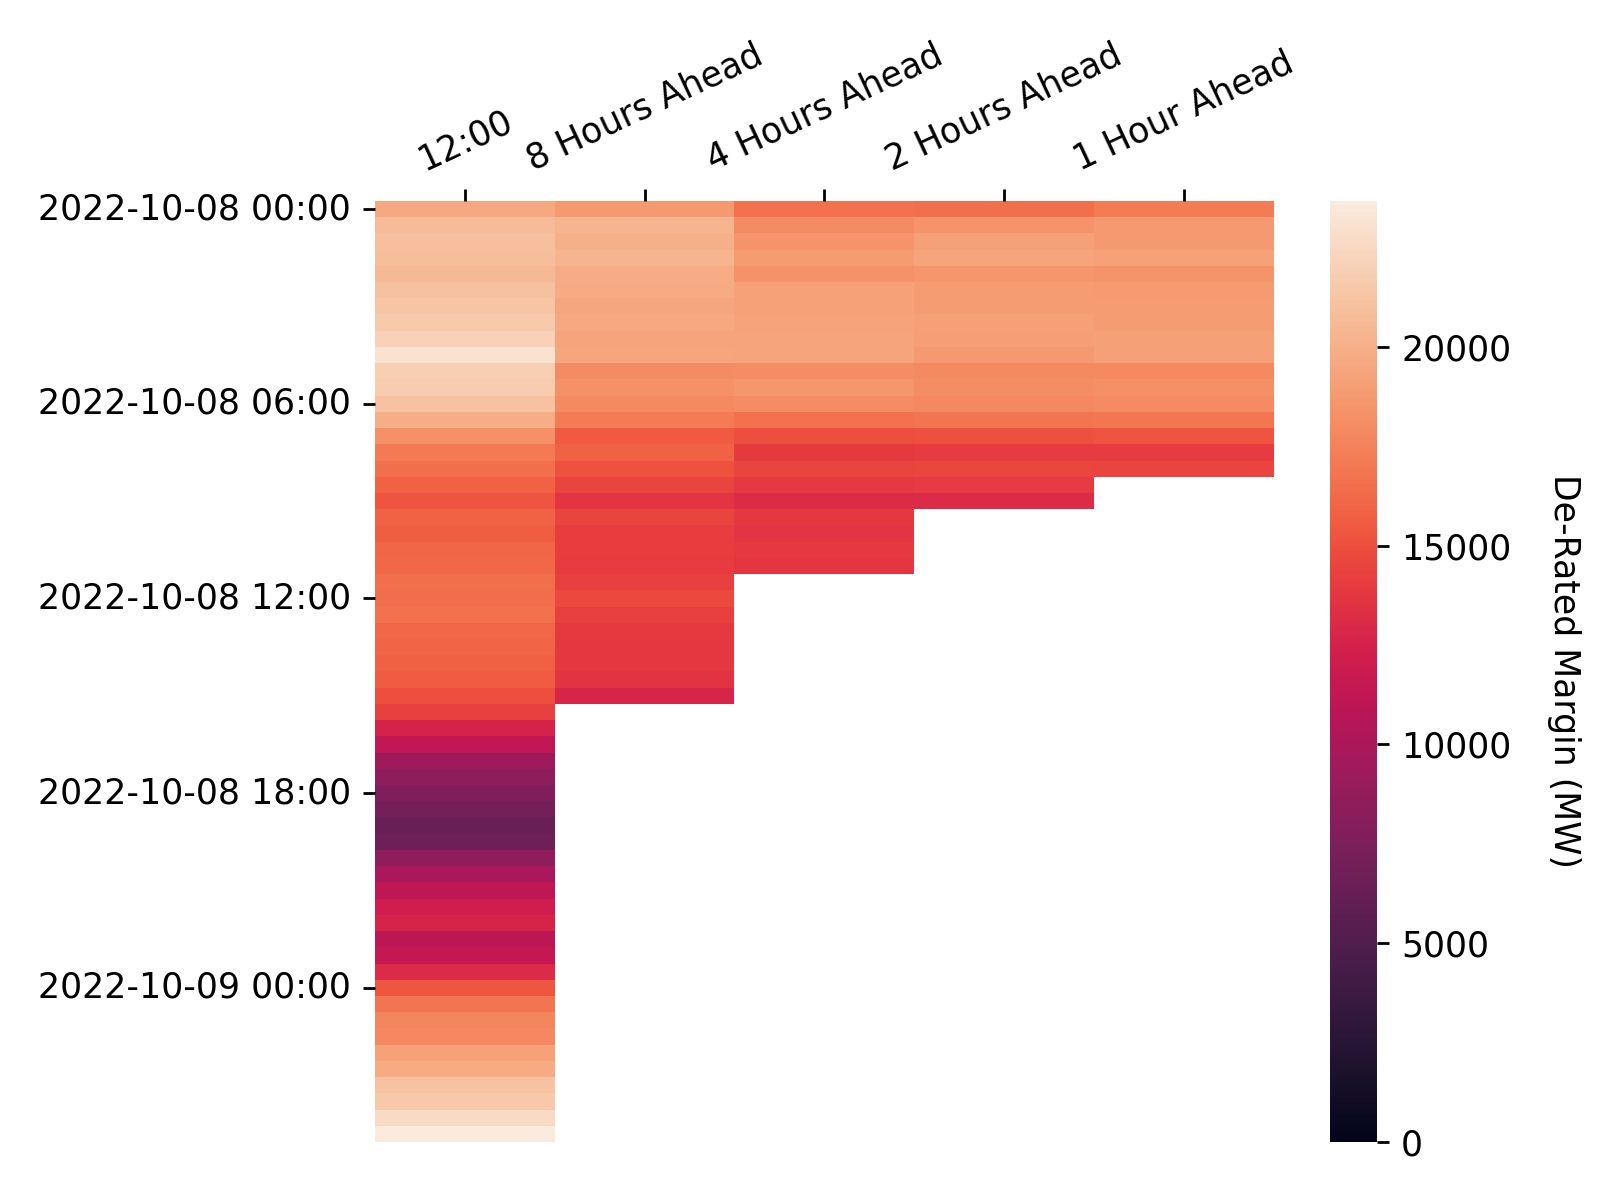 12:00
8 Hours Ahead
4 Hours Ahead
2 Hours Ahead
1 Hour Ahead
2022-10-08 00:00
2022-10-08 06:00
2022-10-08 12:00
2022-10-08 18:00
2022-10-09 00:00
20000
15000
10000
5000
0
De-Rated Margin (MW)